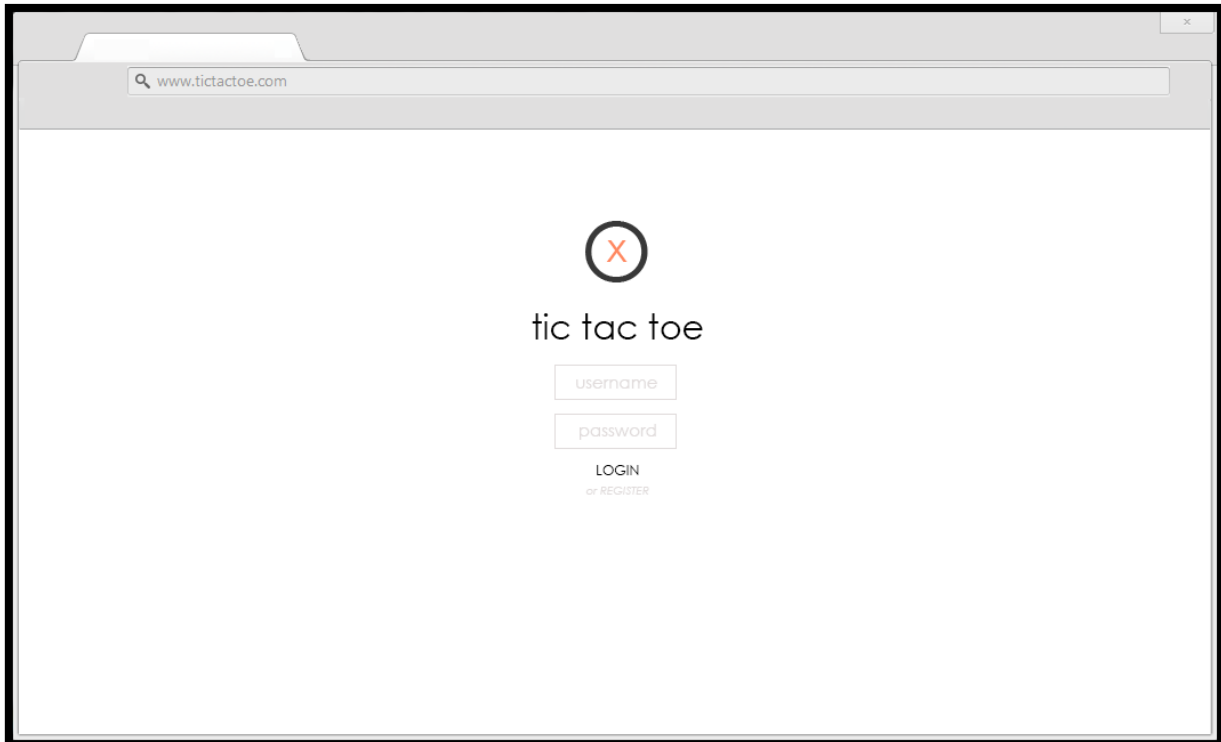 ×
www.tictactoe.com
X
tic tac toe
username
password
LOGIN
or REGISTER